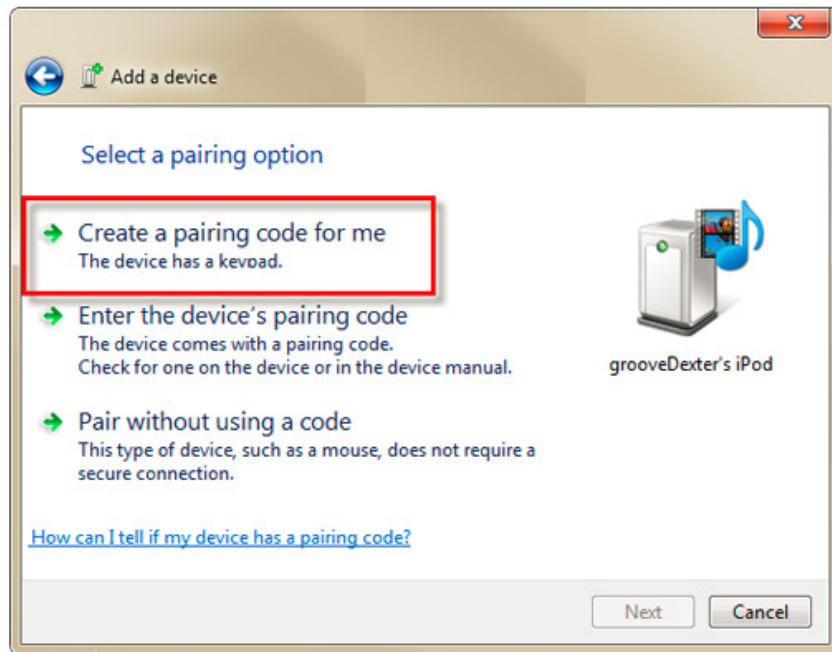 Add a device
Select a pairing option
Create a pairing code for me
The device has a keypad.
Enter the device's pairing code
The device comes with a pairing code.
Check for one on the device or in the device manual.
grooveDexter's iPod
Pair without using a code
This type of device, such as a mouse, does not require a
secure connection.
How can I tell if my device has a pairing code?
Next
Cancel